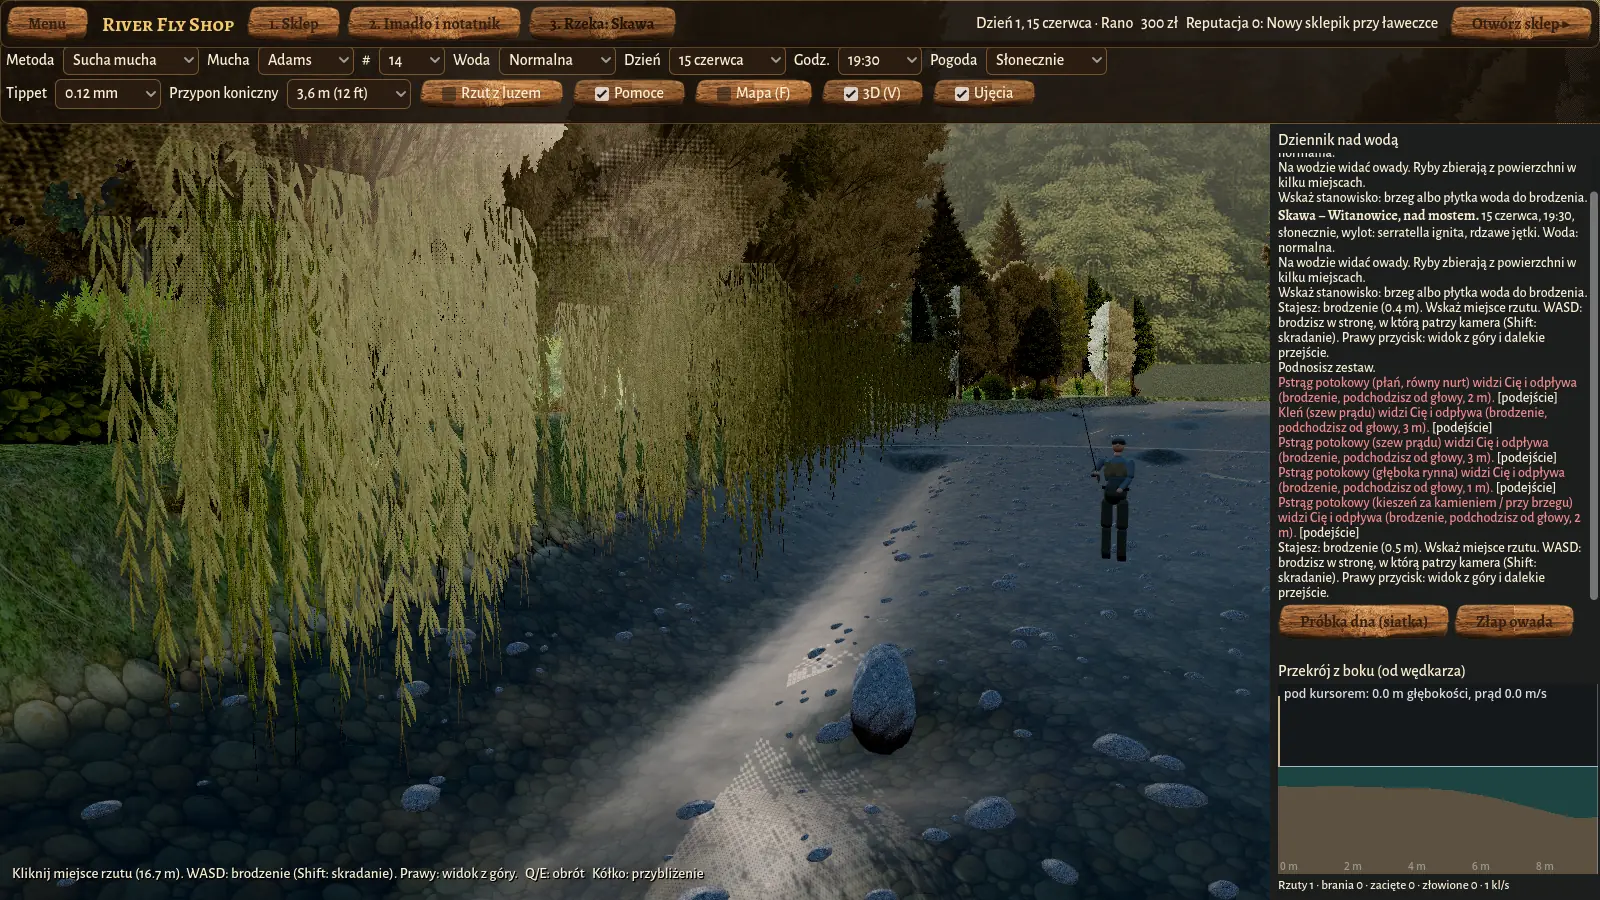 Menu
River Fly Shop
1. Sklep
2. Imadło i notatnik
3. Rzeka: Skawa
Dzień 1, 15 czerwca · Rano 300 zł Reputacja 0: Nowy sklepik przy ławeczce
Otwórz sklep ▸
Metoda Sucha mucha Mucha Adams # 14 Woda Normalna Dzień 15 czerwca Godz. 19:30 Pogoda Słonecznie
Tippet 0.12 mm Przypon koniczny 3,6 m (12 ft) Rzut z luzem Pomoce Mapa (F) 3D (V) Ujęcia
Dziennik nad wodą
normalna.
Na wodzie widać owady. Ryby zbierają z powierzchni w
kilku miejscach.
Wskaż stanowisko: brzeg albo płytka woda do brodzenia.
Skawa – Witanowice, nad mostem. 15 czerwca, 19:30,
słonecznie, wylot: serratella ignita, rdzawe jętki. Woda:
normalna.
Na wodzie widać owady. Ryby zbierają z powierzchni w
kilku miejscach.
Wskaż stanowisko: brzeg albo płytka woda do brodzenia.
Stajesz: brodzenie (0.4 m). Wskaż miejsce rzutu. WASD:
brodzisz w stronę, w którą patrzy kamera (Shift:
skradanie). Prawy przycisk: widok z góry i dalekie
przejście.
Podnosisz zestaw.
Pstrąg potokowy (płań, równy nurt) widzi Cię i odpływa
(brodzenie, podchodzisz od głowy, 2 m). [podejście]
Kleń (szew prądu) widzi Cię i odpływa (brodzenie,
podchodzisz od głowy, 3 m). [podejście]
Pstrąg potokowy (szew prądu) widzi Cię i odpływa
(brodzenie, podchodzisz od głowy, 3 m). [podejście]
Pstrąg potokowy (głęboka rynna) widzi Cię i odpływa
(brodzenie, podchodzisz od głowy, 1 m). [podejście]
Pstrąg potokowy (kieszeń za kamieniem / przy brzegu)
widzi Cię i odpływa (brodzenie, podchodzisz od głowy, 2
m). [podejście]
Stajesz: brodzenie (0.5 m). Wskaż miejsce rzutu. WASD:
brodzisz w stronę, w którą patrzy kamera (Shift:
skradanie). Prawy przycisk: widok z góry i dalekie
przejście.
Próbka dna (siatka)
Złap owada
Przekrój z boku (od wędkarza)
pod kursorem: 0.0 m głębokości, prąd 0.0 m/s
0 m 2 m 4 m 6 m 8 m
Rzuty 1 · brania 0 · zacięte 0 · złowione 0 · 1 kl/s
Kliknij miejsce rzutu (16.7 m). WASD: brodzenie (Shift: skradanie). Prawy: widok z góry. Q/E: obrót Kółko: przybliżenie